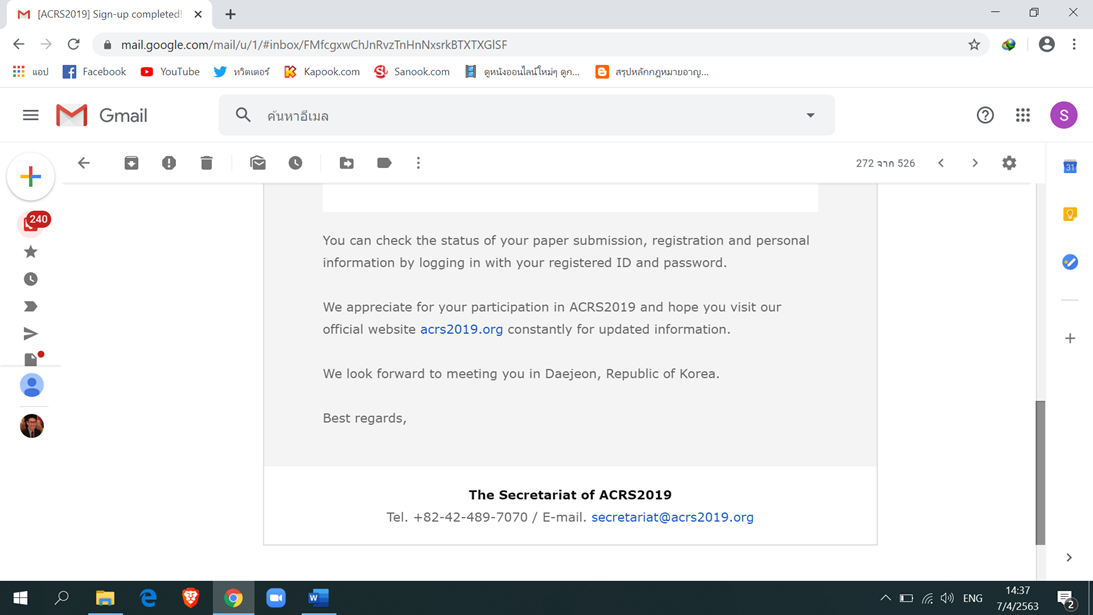 [ACRS2019] Sign-up completed!
mail.google.com/mail/u/1/#inbox/FMfcgxwChJnRvzTnHnNxsrkBTXTXGlSF
แอป Facebook YouTube ทวิตเตอร์ Kapook.com Sanook.com ดูหนังออนไลน์ใหม่ๆ ดูก... สรุปหลักกฎหมายอาญ...
Gmail ค้นหาอีเมล S
272 จาก 526
31
240
You can check the status of your paper submission, registration and personal
information by logging in with your registered ID and password.
We appreciate for your participation in ACRS2019 and hope you visit our
official website acrs2019.org constantly for updated information.
We look forward to meeting you in Daejeon, Republic of Korea.
Best regards,
The Secretariat of ACRS2019
Tel. +82-42-489-7070 / E-mail. secretariat@acrs2019.org
W
ENG
14:37
7/4/2563
2